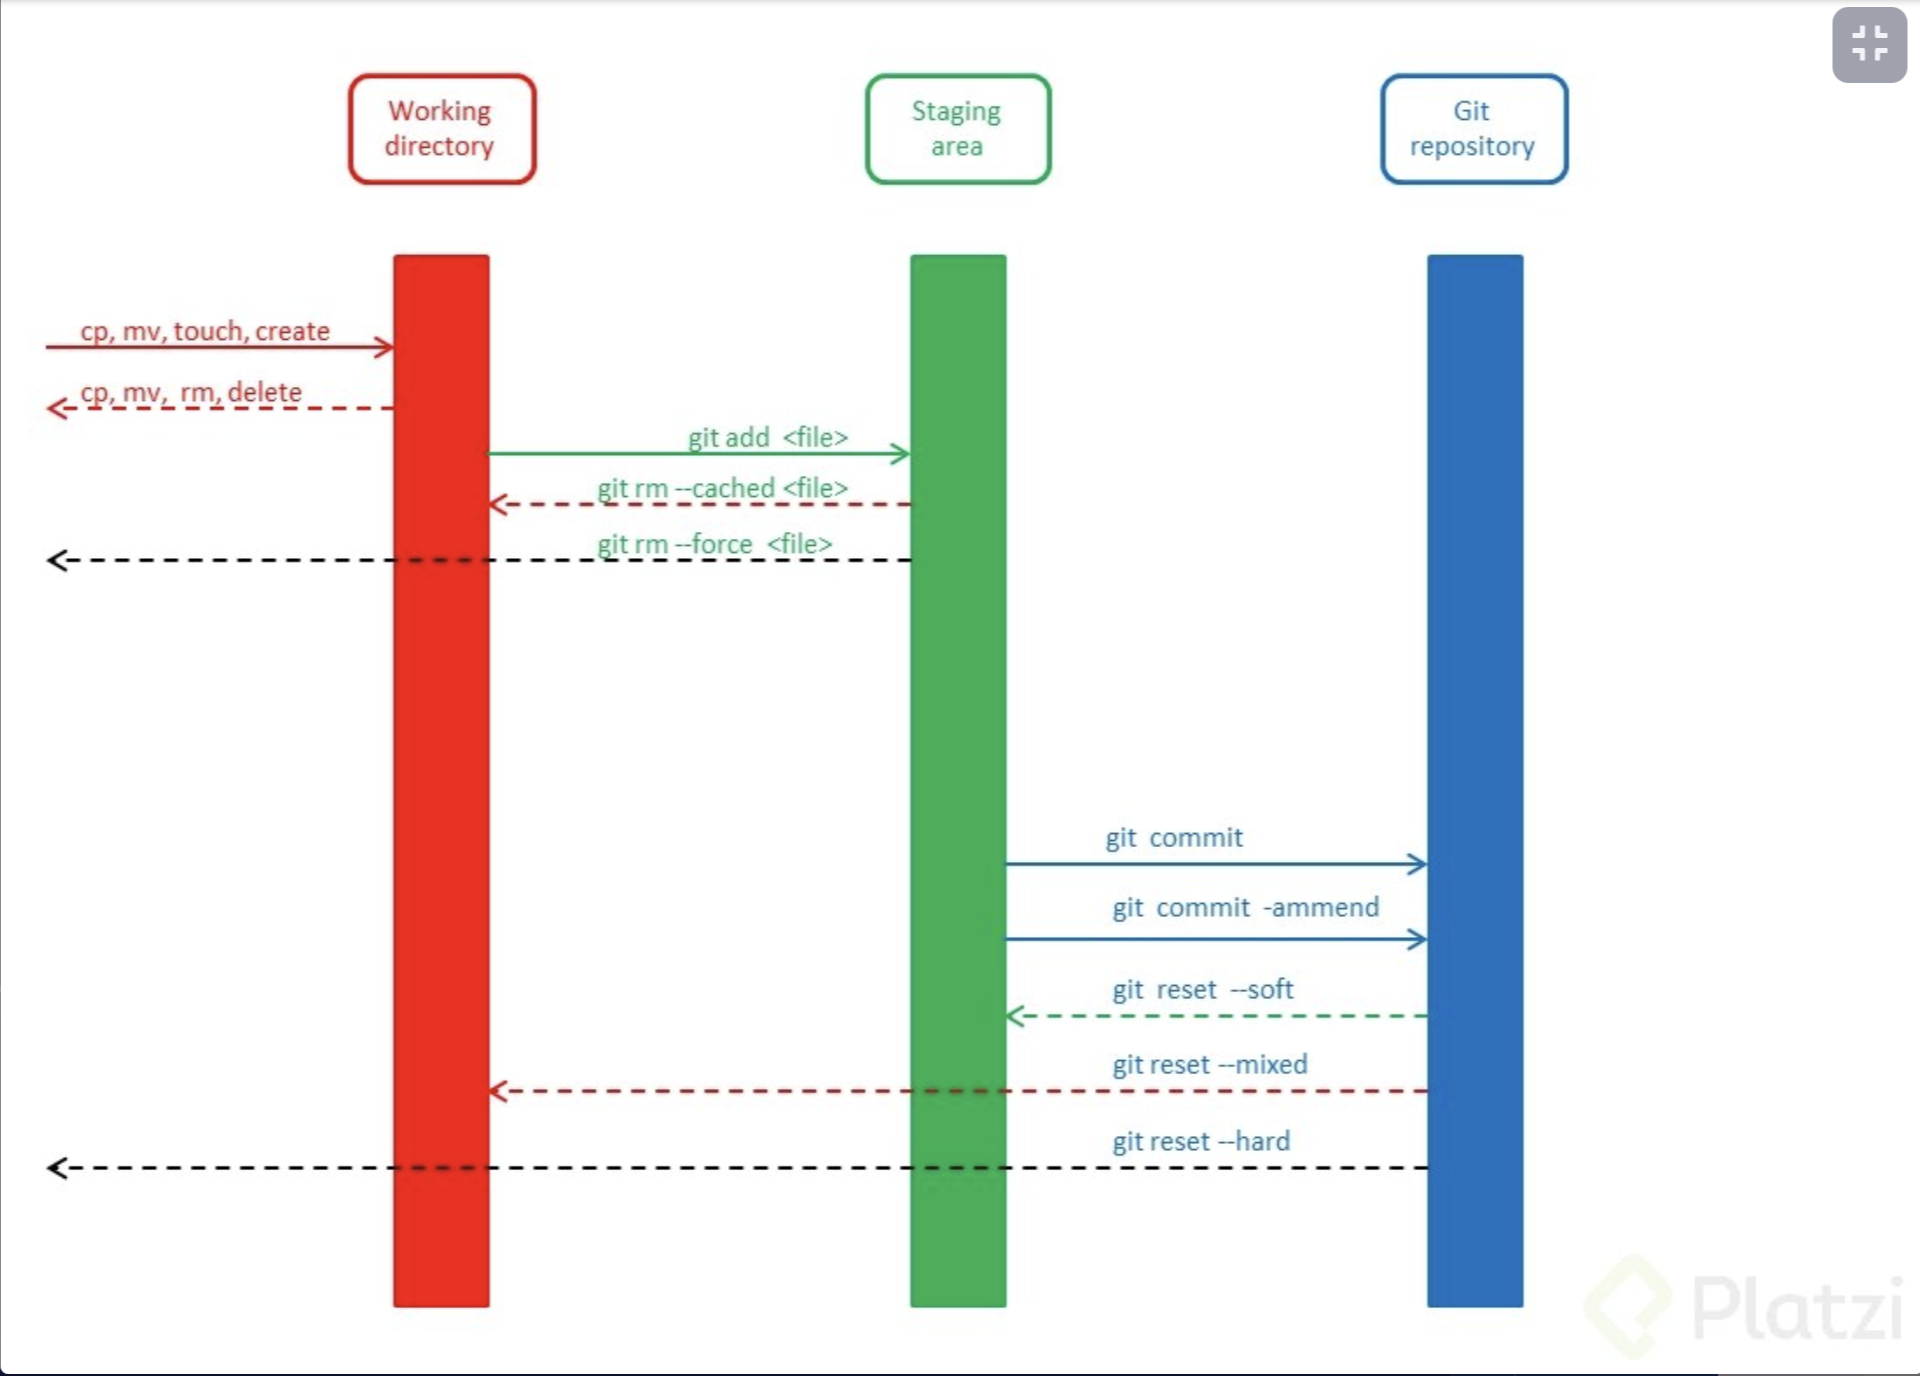 Working
directory
Staging
area
Git
repository
cp, mv, touch, create
cp, mv, rm, delete
git add <file>
git rm --cached <file>
git rm --force <file>
git commit
git commit -ammend
git reset --soft
git reset --mixed
git reset --hard
Platzi